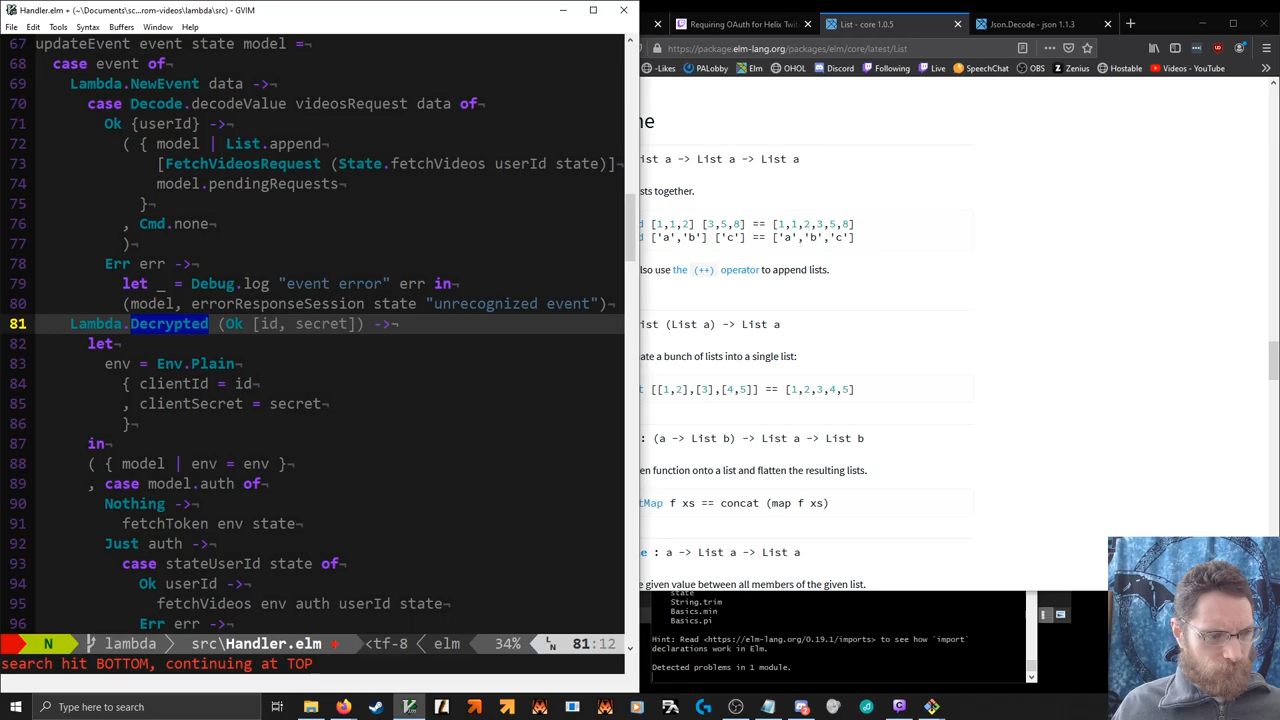 Handler.elm + (~\Documents\sc...rom-videos\lambda\src) - GVIM
File Edit Tools Syntax Buffers Window Help
67 updateEvent event state model =¬
68 case event of¬
69 Lambda.NewEvent data ->¬
70 case Decode.decodeValue videosRequest data of¬
71 Ok {userId} ->¬
72 ( { model | List.append¬
73 [FetchVideosRequest (State.fetchVideos userId state)]¬
74 model.pendingRequests¬
75 }¬
76 , Cmd.none¬
77 )¬
78 Err err ->¬
79 let _ = Debug.log "event error" err in¬
80 (model, errorResponseSession state "unrecognized event")¬
81 Lambda.Decrypted (Ok [id, secret]) ->¬
82 let¬
83 env = Env.Plain¬
84 { clientId = id¬
85 , clientSecret = secret¬
86 }¬
87 in¬
88 ( { model | env = env }¬
89 , case model.auth of¬
90 Nothing ->¬
91 fetchToken env state¬
92 Just auth ->¬
93 case stateUserId state of¬
94 Ok userId ->¬
95 fetchVideos env auth userId state¬
96 Err err ->¬
N lambda src\Handler.elm + <tf-8 < elm 34% LN 81:12
search hit BOTTOM, continuing at TOP
Requiring OAuth for Helix Twi
List - core 1.0.5
Json.Decode - json 1.1.3
https://package.elm-lang.org/packages/elm/core/latest/List
-Likes PALobby Elm OHOL Discord Following Live SpeechChat OBS Zenius Hostable Videos - YouTube
ne
ist a -> List a -> List a
sts together.
d [1,1,2] [3,5,8] == [1,1,2,3,5,8]
d ['a','b'] ['c'] == ['a','b','c']
lso use the (++) operator to append lists.
ist (List a) -> List a
ate a bunch of lists into a single list:
t [[1,2],[3],[4,5]] == [1,2,3,4,5]
: (a -> List b) -> List a -> List b
en function onto a list and flatten the resulting lists.
tMap f xs == concat (map f xs)
e : a -> List a -> List a
e given value between all members of the given list.
state
String.trim
Basics.min
Basics.pi
Hint: Read <https://elm-lang.org/0.19.1/imports> to see how `import`
declarations work in Elm.
Detected problems in 1 module.
Type here to search